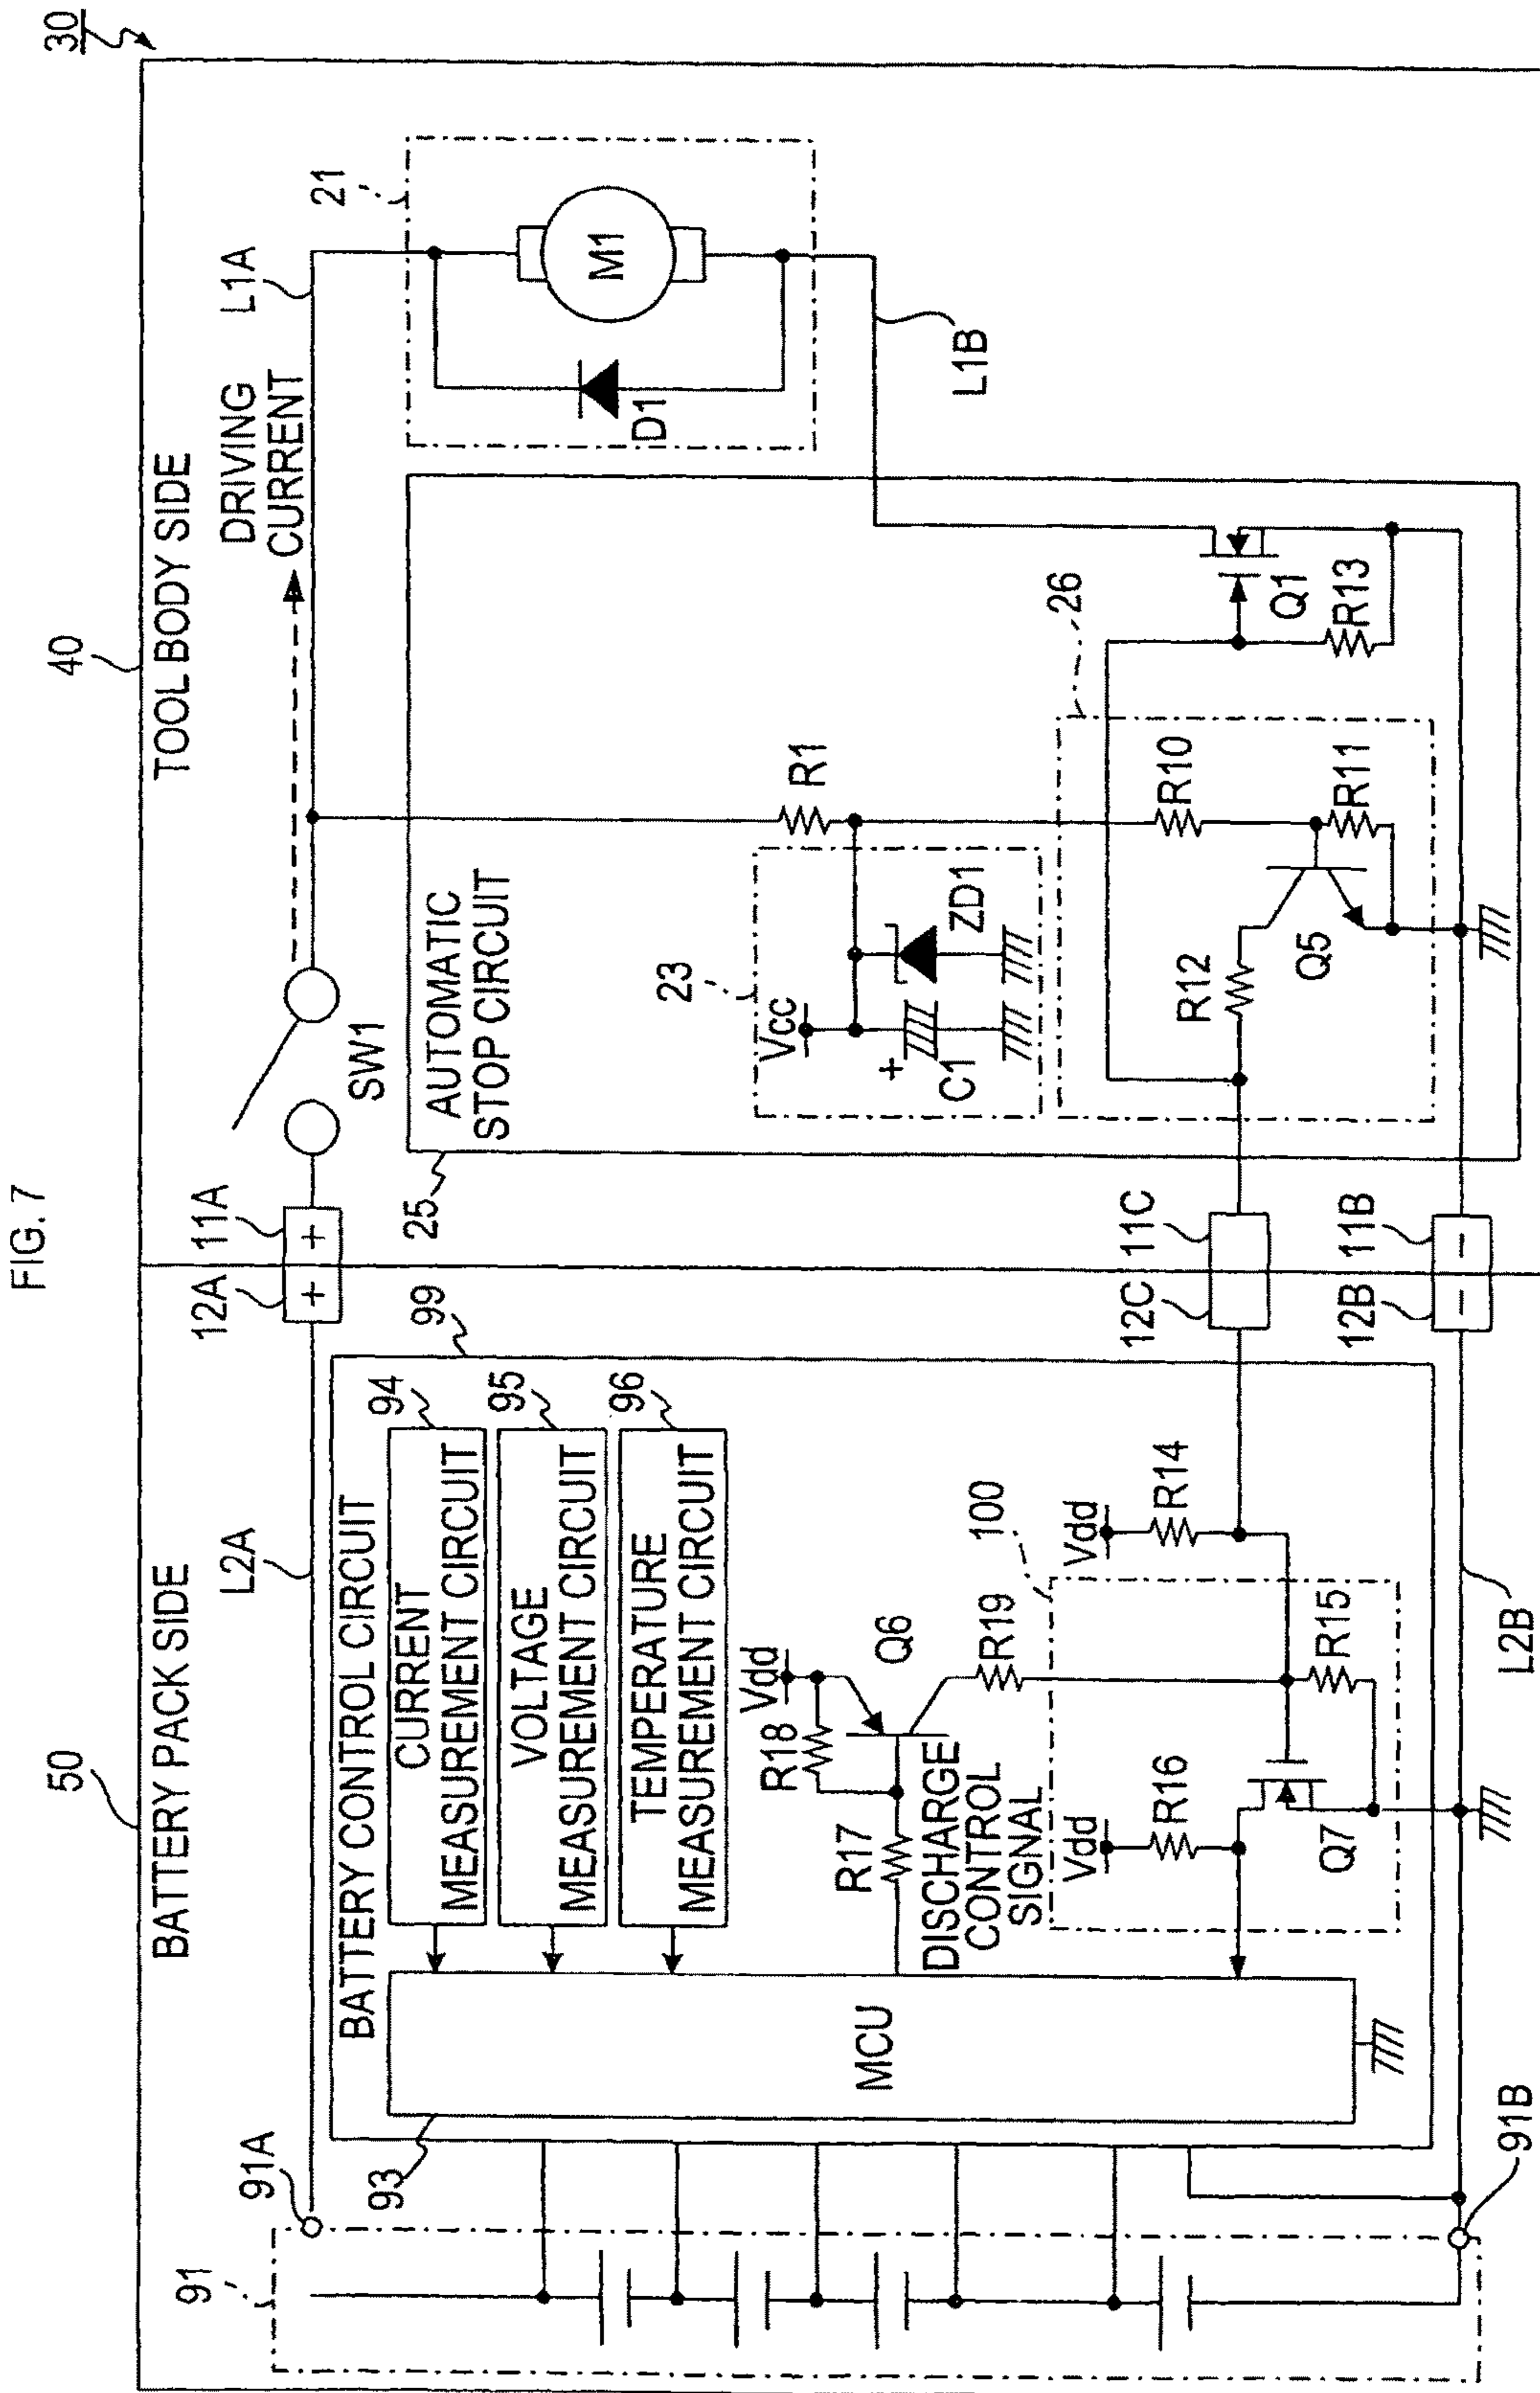 FIG. 7
30
50
40
BATTERY PACK SIDE
TOOL BODY SIDE
91
91A
L2A
12A
11A
+
+
SW1
DRIVING
CURRENT
L1A
21
M1
D1
L1B
BATTERY CONTROL CIRCUIT
99
CURRENT
MEASUREMENT CIRCUIT
94
VOLTAGE
MEASUREMENT CIRCUIT
95
TEMPERATURE
MEASUREMENT CIRCUIT
96
93
MCU
Vdd
R18
Q6
R17
R19
DISCHARGE
CONTROL
SIGNAL
100
Vdd
R14
Vdd
R16
R15
Q7
12C
11C
12B
11B
−
−
L2B
91B
25
AUTOMATIC
STOP CIRCUIT
23
Vcc
+
C1
ZD1
R1
26
R12
R10
R11
Q5
Q1
R13